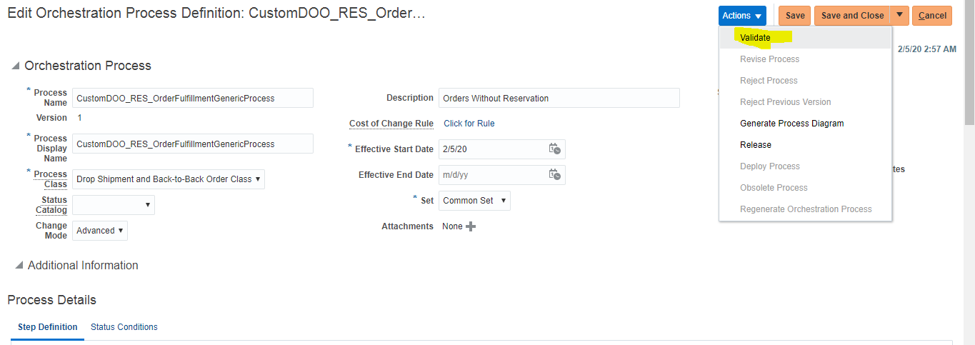 Edit Orchestration Process Definition: CustomDOO_RES_Order...
Actions
Save
Save and Close
Cancel
Validate
2/5/20 2:57 AM
Revise Process
Reject Process
Reject Previous Version
Generate Process Diagram
Release
Deploy Process
Obsolete Process
Regenerate Orchestration Process
tes
Orchestration Process
* Process Name CustomDOO_RES_OrderFulfillmentGenericProcess
Version 1
* Process Display Name CustomDOO_RES_OrderFulfillmentGenericProcess
* Process Class Drop Shipment and Back-to-Back Order Class
Status Catalog
Change Mode Advanced
Description Orders Without Reservation
Cost of Change Rule Click for Rule
* Effective Start Date 2/5/20
Effective End Date m/d/yy
* Set Common Set
Attachments None
Additional Information
Process Details
Step Definition Status Conditions